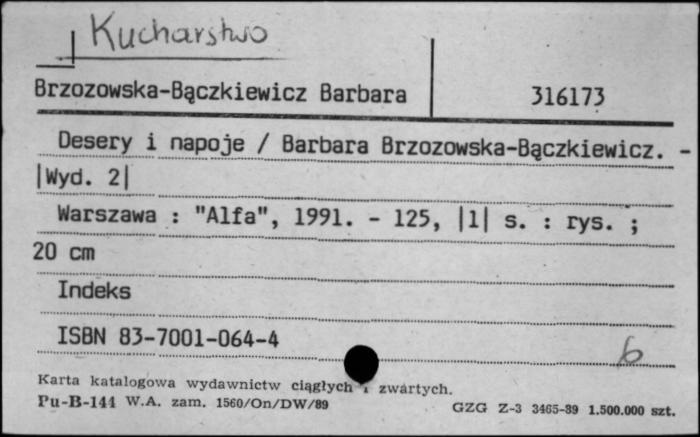 Kucharstwo
Brzozowska-Bączkiewicz Barbara 316173
Desery i napoje / Barbara Brzozowska-Bączkiewicz. -
|Wyd. 2|
Warszawa : "Alfa", 1991. - 125, |1| s. : rys. ;
20 cm
Indeks
ISBN 83-7001-064-4
6
Karta katalogowa wydawnictw ciągłych i zwartych.
Pu-B-144 W.A. zam. 1560/On/DW/89 GZG Z-3 3465-89 1.500.000 szt.